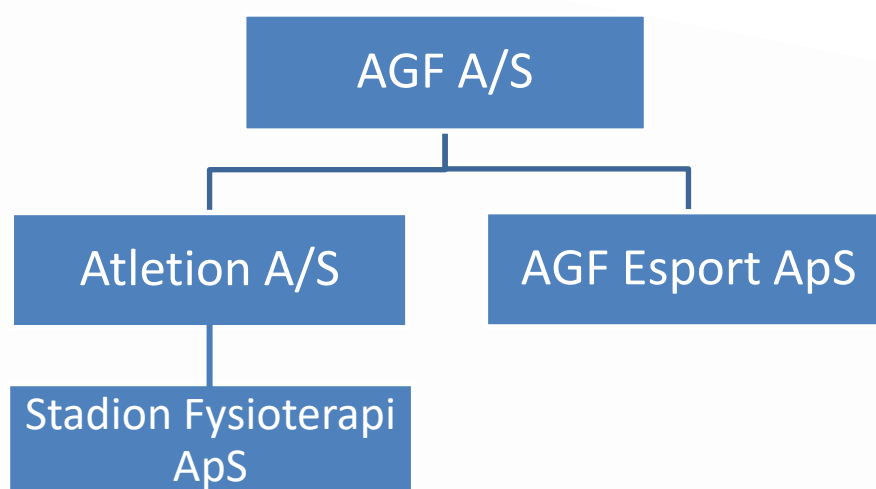 AGF A/S
Atletion A/S
AGF Esport ApS
Stadion Fysioterapi
ApS